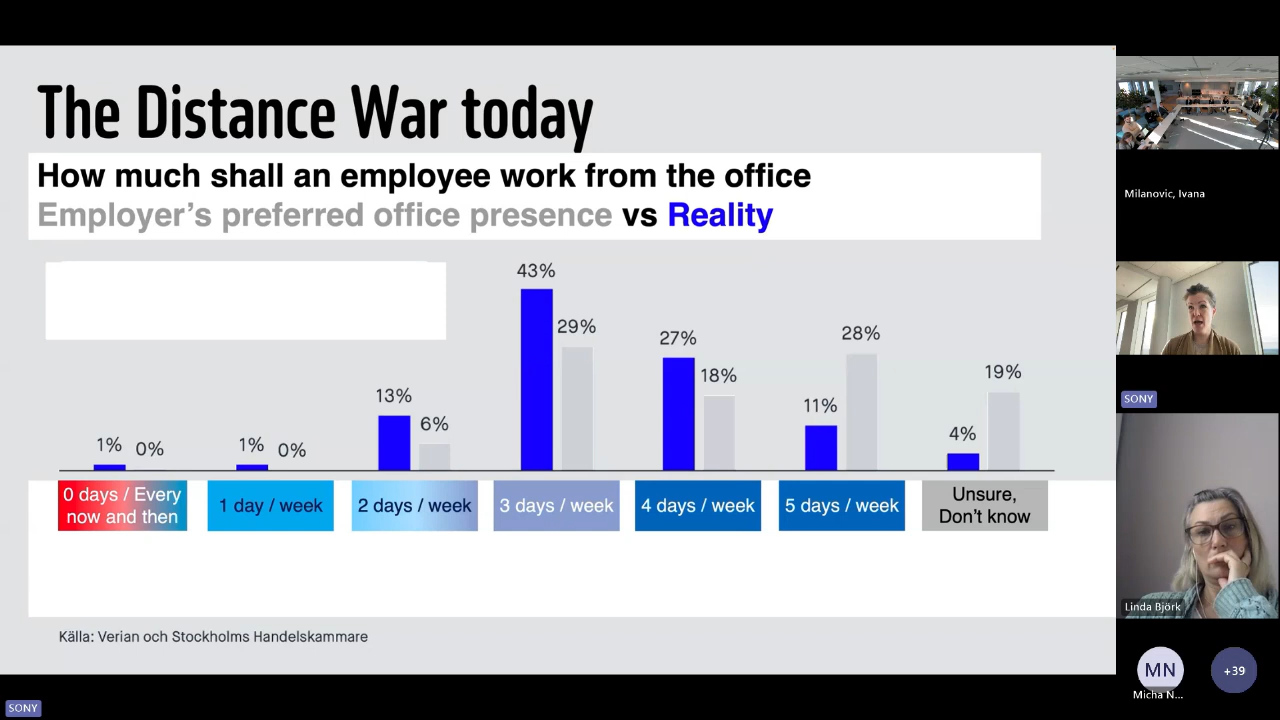 The Distance War today
How much shall an employee work from the office
Employer's preferred office presence vs Reality
43%
29%
27%
18%
28%
19%
13%
6%
11%
4%
1%
0%
1%
0%
0 days / Every
now and then
1 day / week
2 days / week
3 days / week
4 days / week
5 days / week
Unsure,
Don't know
Källa: Verian och Stockholms Handelskammare
SONY
Milanovic, Ivana
SONY
Linda Björk
MN
Micha N...
+39